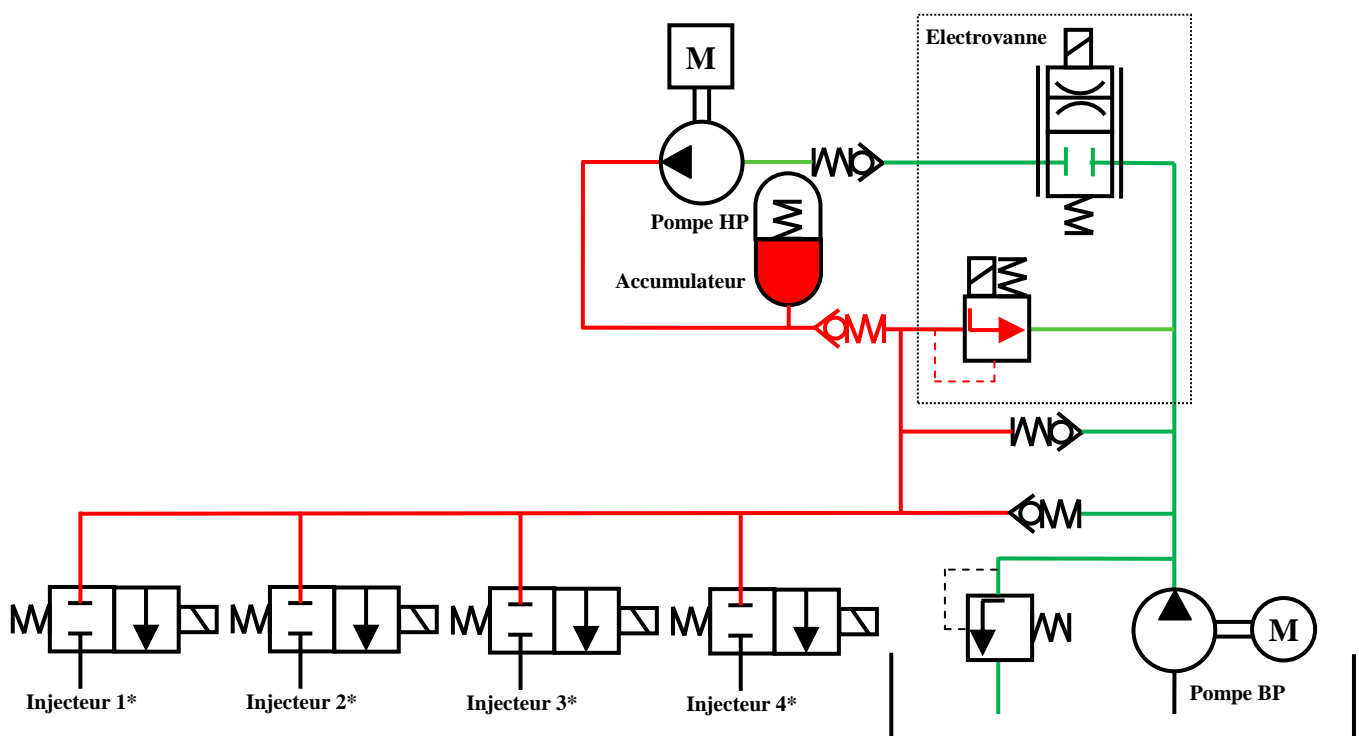 Electrovanne
M
Pompe HP
Accumulateur
M
Injecteur 1*
Injecteur 2*
Injecteur 3*
Injecteur 4*
Pompe BP